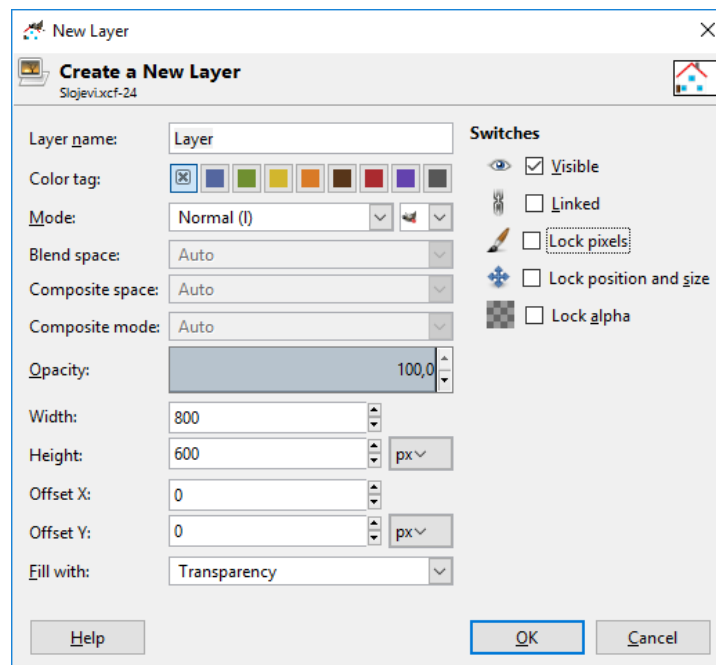 New Layer
Create a New Layer
Slojevi.xcf-24
Layer name: Layer
Color tag:
Mode: Normal (l)
Blend space: Auto
Composite space: Auto
Composite mode: Auto
Opacity: 100,0
Width: 800
Height: 600 px
Offset X: 0
Offset Y: 0 px
Fill with: Transparency
Switches
Visible
Linked
Lock pixels
Lock position and size
Lock alpha
Help OK Cancel